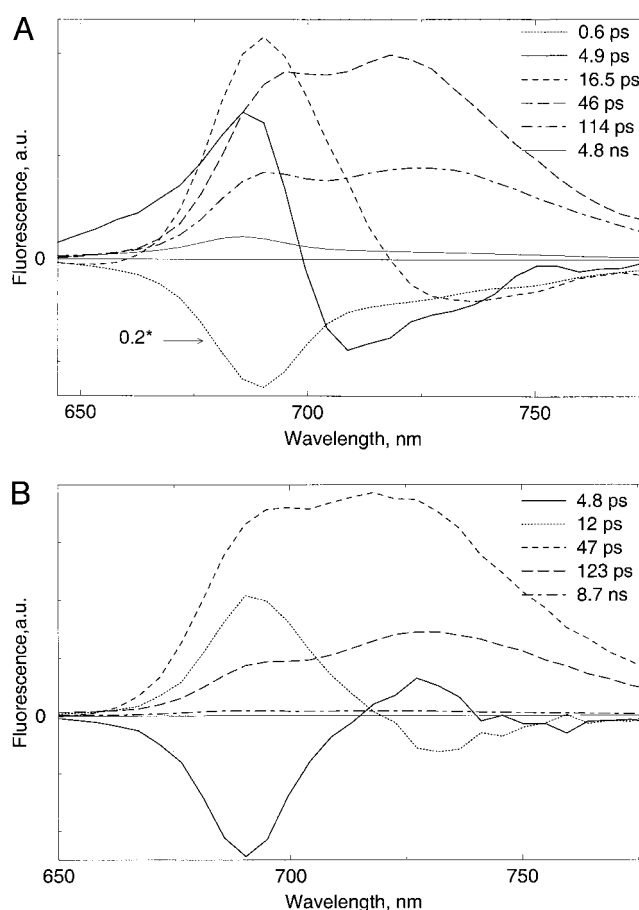 A
0.6 ps
4.9 ps
16.5 ps
46 ps
114 ps
4.8 ns
Fluorescence, a.u.
0
0.2*
650
700
750
Wavelength, nm
B
4.8 ps
12 ps
47 ps
123 ps
8.7 ns
Fluorescence,a.u.
0
650
700
750
Wavelength, nm